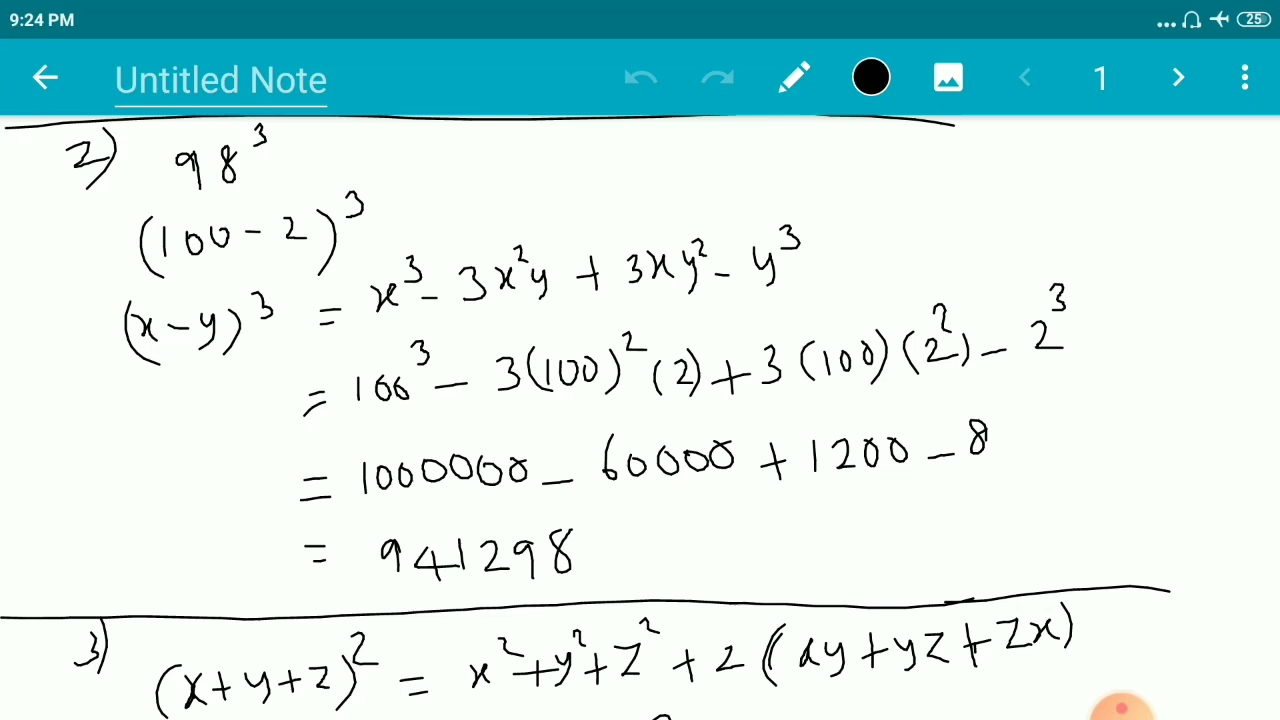 9:24 PM ... 25
Untitled Note 1
2) 98³
(100 - 2)³
(x - y)³ = x³ - 3x²y + 3xy² - y³
= 100³ - 3(100)²(2) + 3(100)(2²) - 2³
= 1000000 - 60000 + 1200 - 8
= 941298
3) (x+y+z)² = x²+y²+z² + 2(xy+yz+zx)